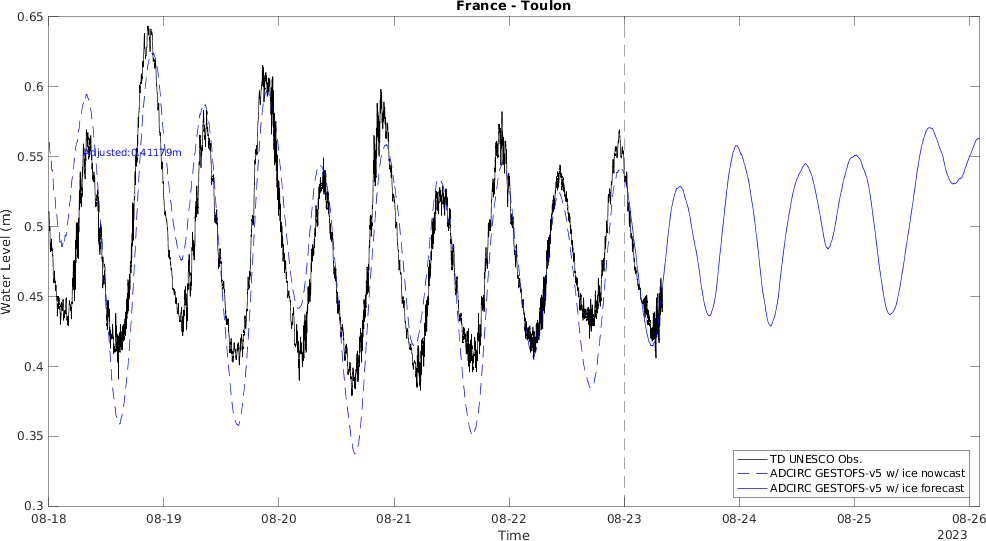 France - Toulon
0.65
0.6
0.55
0.5
0.45
0.4
0.35
0.3
Water Level (m)
Adjusted:0.41179m
TD UNESCO Obs.
ADCIRC GESTOFS-v5 w/ ice nowcast
ADCIRC GESTOFS-v5 w/ ice forecast
08-18 08-19 08-20 08-21 08-22 08-23 08-24 08-25 08-26
Time
2023